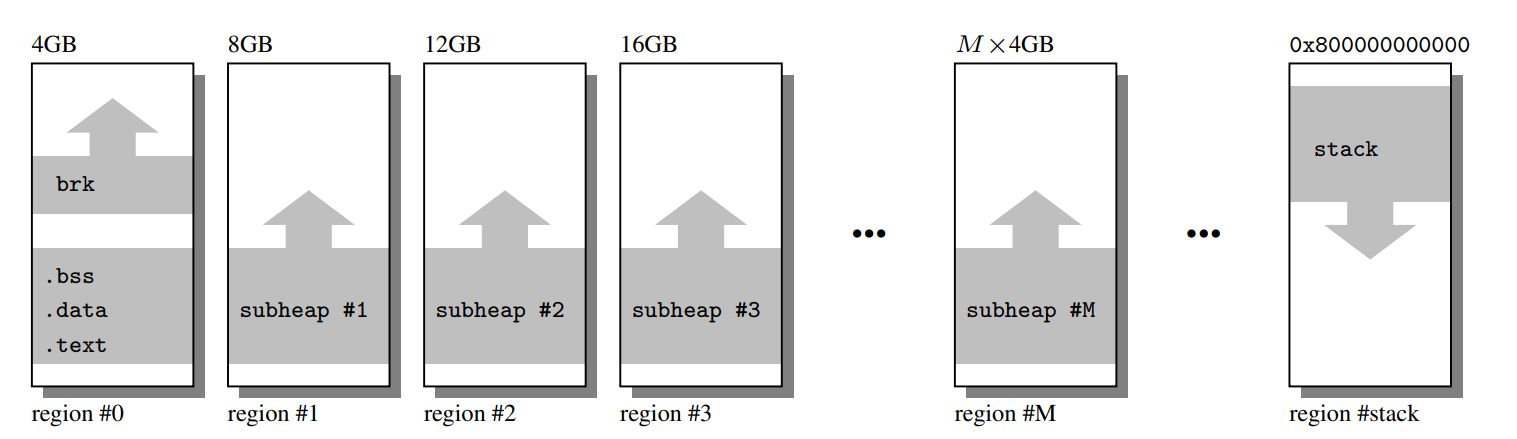 4GB
8GB
12GB
16GB
M×4GB
0x800000000000
brk
.bss
.data
.text
subheap #1
subheap #2
subheap #3
•••
subheap #M
•••
stack
region #0
region #1
region #2
region #3
region #M
region #stack